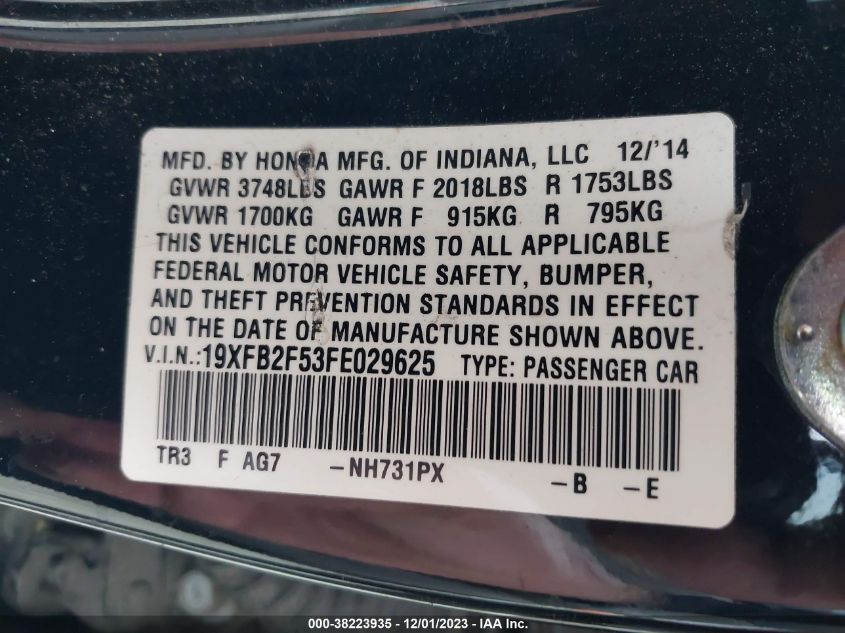 MFD. BY HONDA MFG. OF INDIANA, LLC 12/'14
GVWR 3748LBS GAWR F 2018LBS R 1753LBS
GVWR 1700KG GAWR F 915KG R 795KG
THIS VEHICLE CONFORMS TO ALL APPLICABLE
FEDERAL MOTOR VEHICLE SAFETY, BUMPER,
AND THEFT PREVENTION STANDARDS IN EFFECT
ON THE DATE OF MANUFACTURE SHOWN ABOVE.
V.I.N.:19XFB2F53FE029625 TYPE: PASSENGER CAR
TR3 F AG7 -NH731PX -B -E
000-38223935 - 12/01/2023 - IAA Inc.